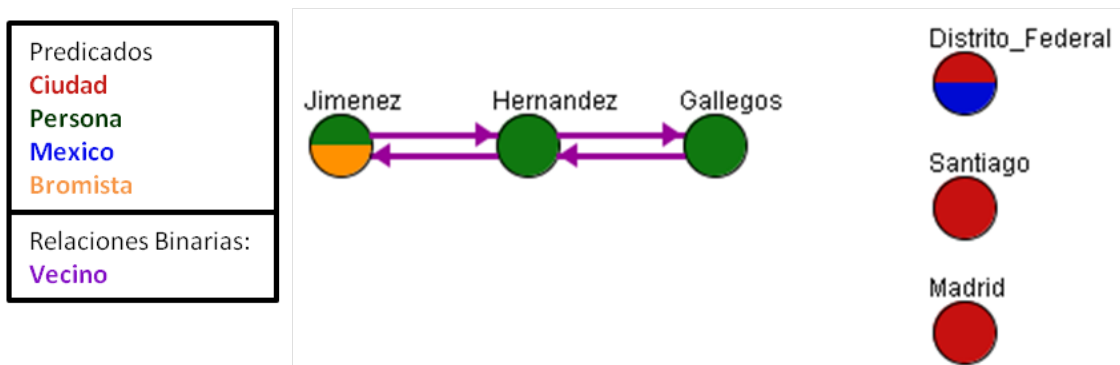 Predicados
Ciudad
Persona
Mexico
Bromista
Relaciones Binarias:
Vecino
Jimenez
Hernandez
Gallegos
Distrito_Federal
Santiago
Madrid